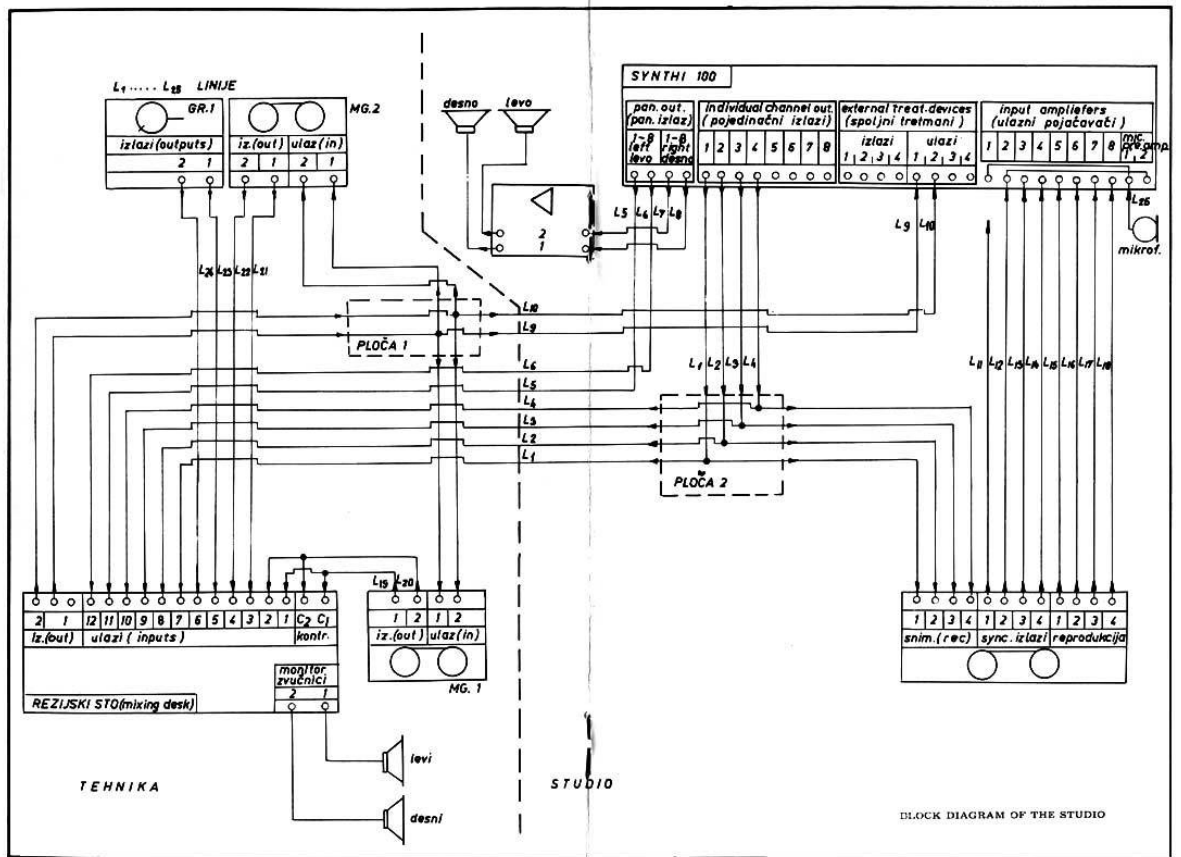 L1 ..... L25 LINIJE
GR.1
izlazi (outputs)
2 1
MG.2
iz.(out) ulaz(in)
2 1 2 1
desno levo
2
1
SYNTHI 100
pan. out. individual channel out. external treat. devices input ampliefers
(pan. izlaz) (pojedinačni izlazi) (spoljni tretmani) (ulazni pojačavači)
1-8 left levo 1-8 right desno
1 2 3 4 5 6 7 8
izlazi ulazi
1 2 3 4 1 2 3 4
1 2 3 4 5 6 7 8 mic. pre.amp.
1 2
L5 L6 L7 L8
L9 L10
L25
mikrof.
L24 L23 L22 L21
L10
L9
PLOČA 1
L6
L5
L4
L3
L2
L1
L1 L2 L3 L4
PLOČA 2
L11 L12 L13 L14 L15 L16 L17 L18
L19 L20
2 1 12 11 10 9 8 7 6 5 4 3 2 1 C2 C1
Iz.(out) ulazi ( inputs ) kontr.
monitor
zvučnici
2 1
REZIJSKI STO(mixing desk)
1 2 1 2
iz.(out) ulaz(in)
MG. 1
1 2 3 4 1 2 3 4 1 2 3 4
snim.(rec) sync. izlazi reprodukcija
levi
desni
TEHNIKA
STUDIO
BLOCK DIAGRAM OF THE STUDIO